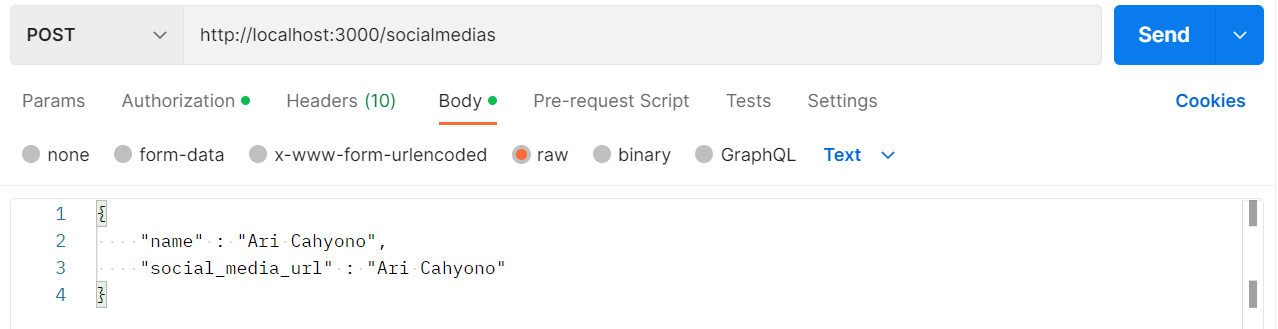 POST http://localhost:3000/socialmedias Send
Params Authorization Headers (10) Body Pre-request Script Tests Settings Cookies
none form-data x-www-form-urlencoded raw binary GraphQL Text
1 {
2 "name" : "Ari Cahyono",
3 "social_media_url" : "Ari Cahyono"
4 }